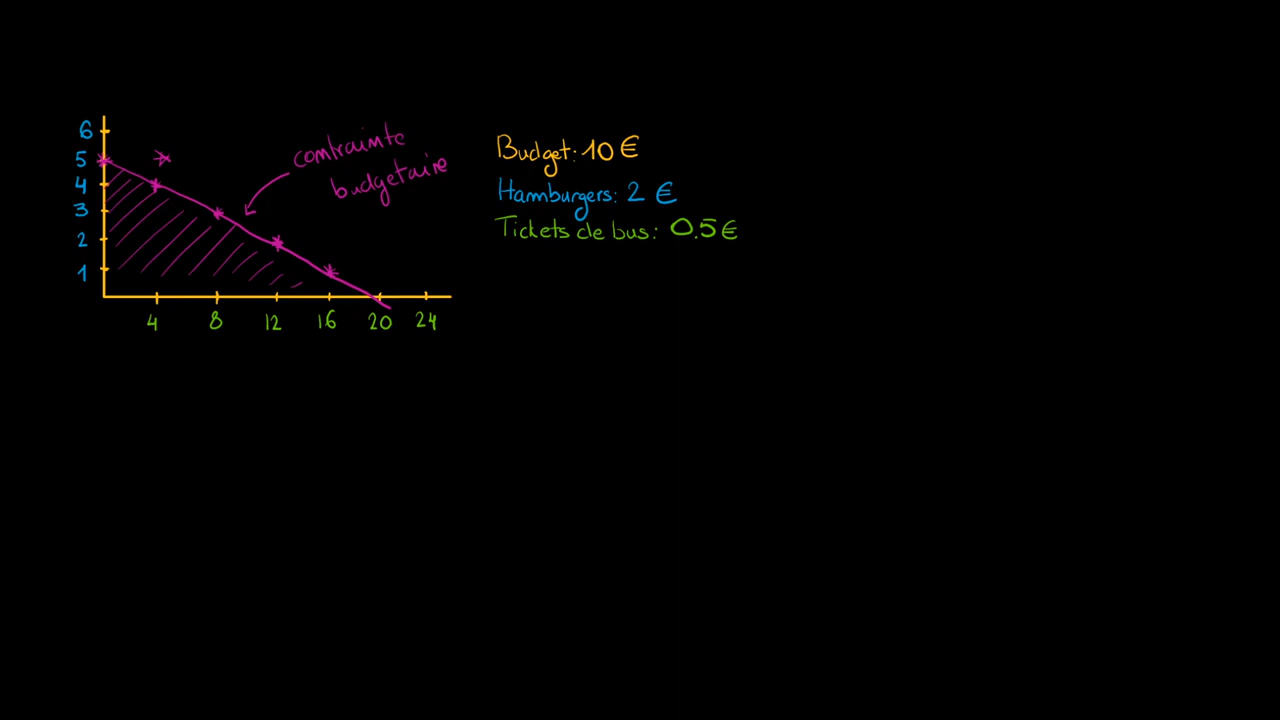 6
5
4
3
2
1
4 8 12 16 20 24
contrainte
budgetaire
Budget: 10 €
Hamburgers: 2 €
Tickets de bus: 0.5 €